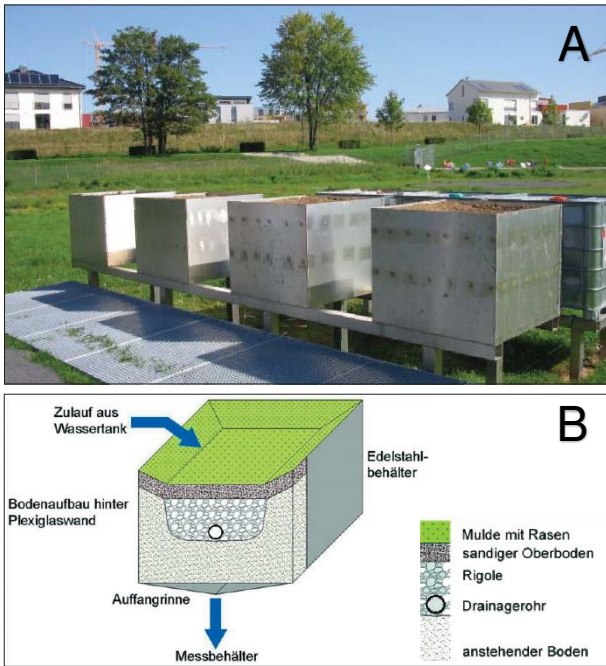 A
B
Zulauf aus
Wassertank
Edelstahl-
behälter
Bodenaufbau hinter
Plexiglaswand
Auffangrinne
Messbehälter
Mulde mit Rasen
sandiger Oberboden
Rigole
Drainagerohr
anstehender Boden